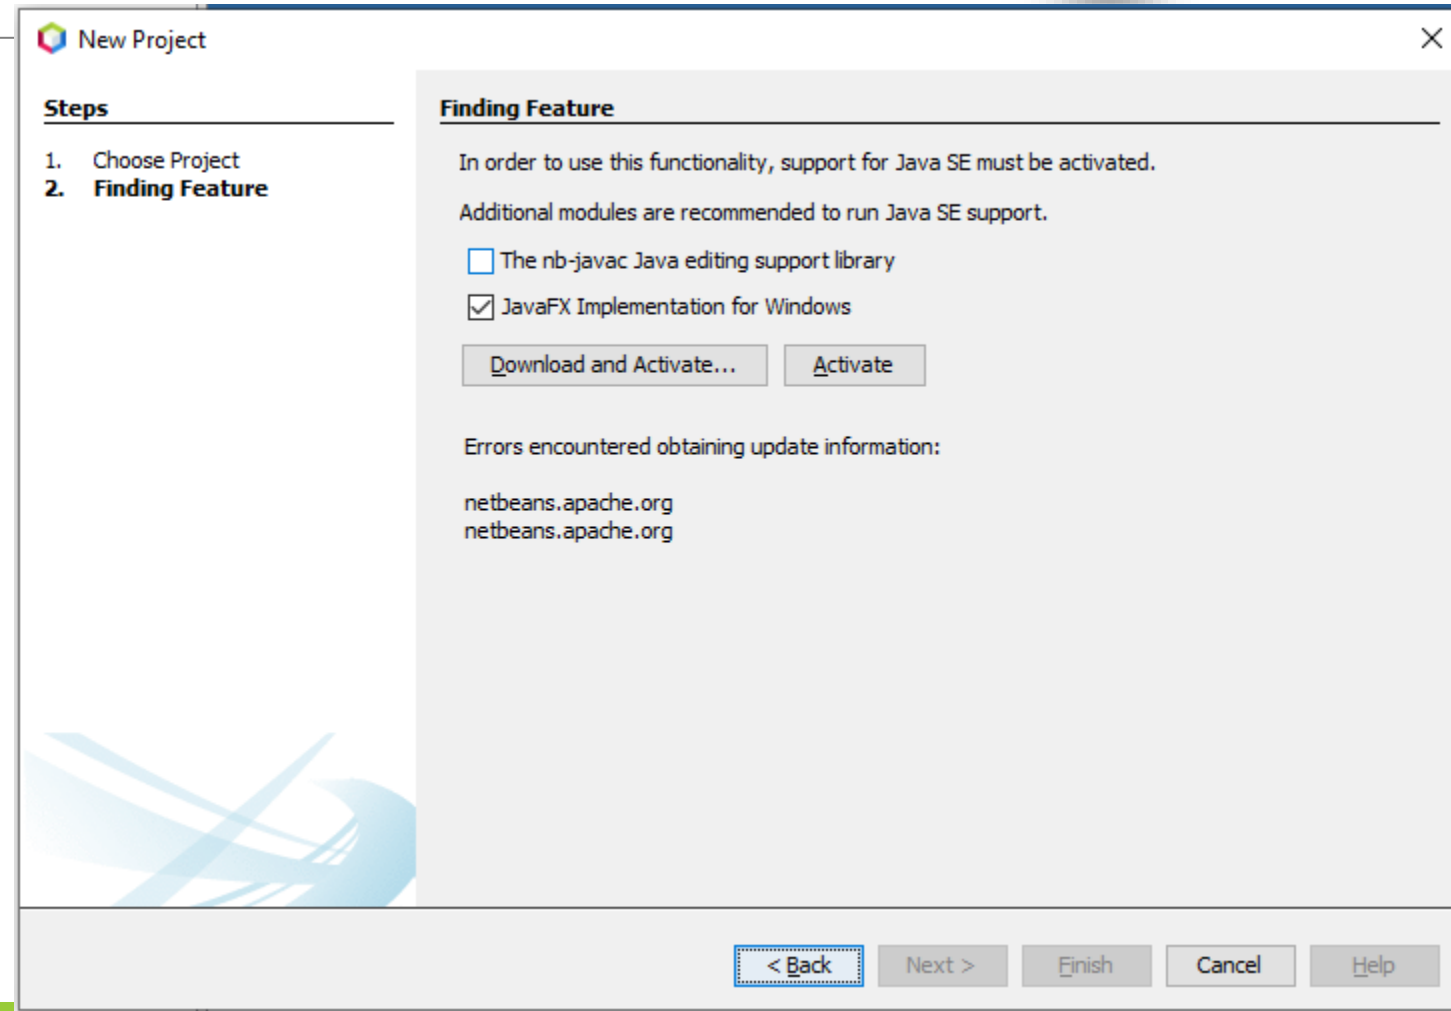 New Project
Steps
1. Choose Project
2. Finding Feature
Finding Feature
In order to use this functionality, support for Java SE must be activated.
Additional modules are recommended to run Java SE support.
The nb-javac Java editing support library
JavaFX Implementation for Windows
Download and Activate... Activate
Errors encountered obtaining update information:
netbeans.apache.org
netbeans.apache.org
< Back Next > Finish Cancel Help